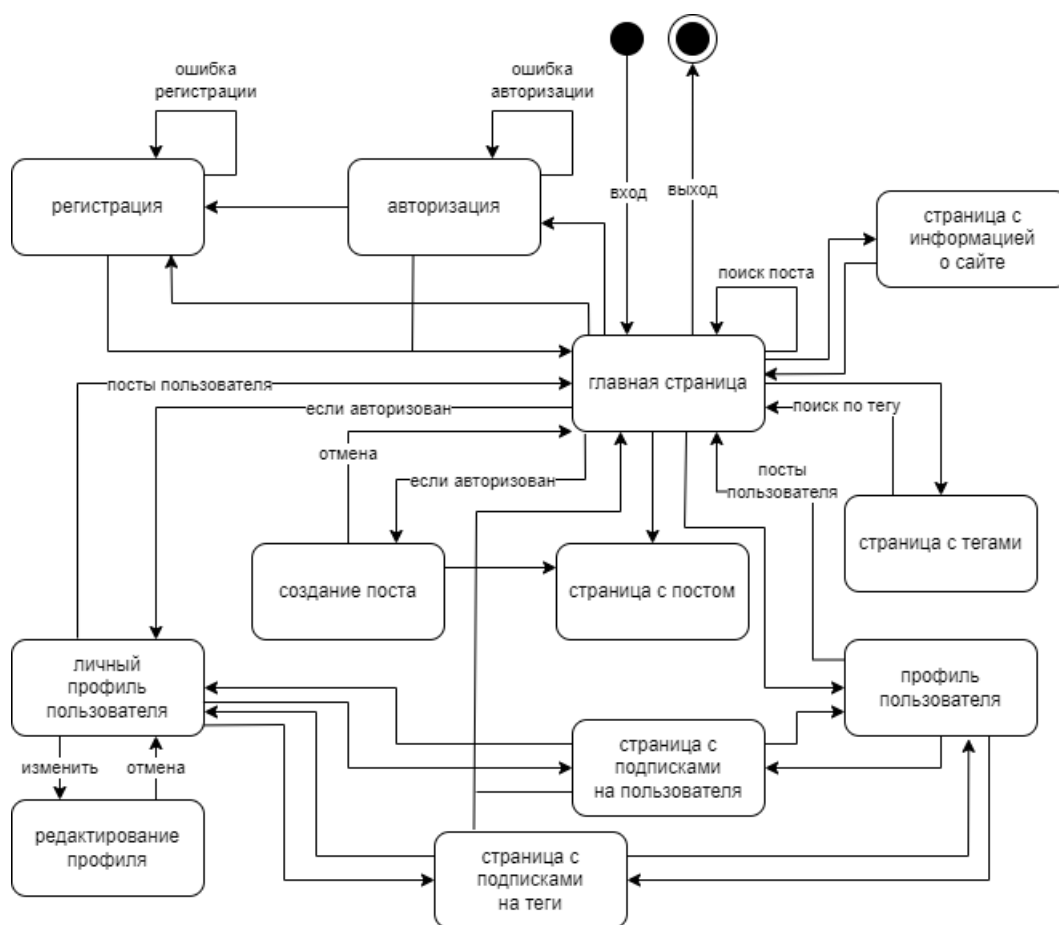 ошибка
регистрации
ошибка
авторизации
регистрация
авторизация
вход
выход
страница с
информацией
о сайте
поиск поста
главная страница
посты пользователя
если авторизован
поиск по тегу
отмена
если авторизован
посты
пользователя
создание поста
страница с постом
страница с тегами
личный
профиль
пользователя
профиль
пользователя
страница с
подписками
на пользователя
изменить
отмена
редактирование
профиля
страница с
подписками
на теги